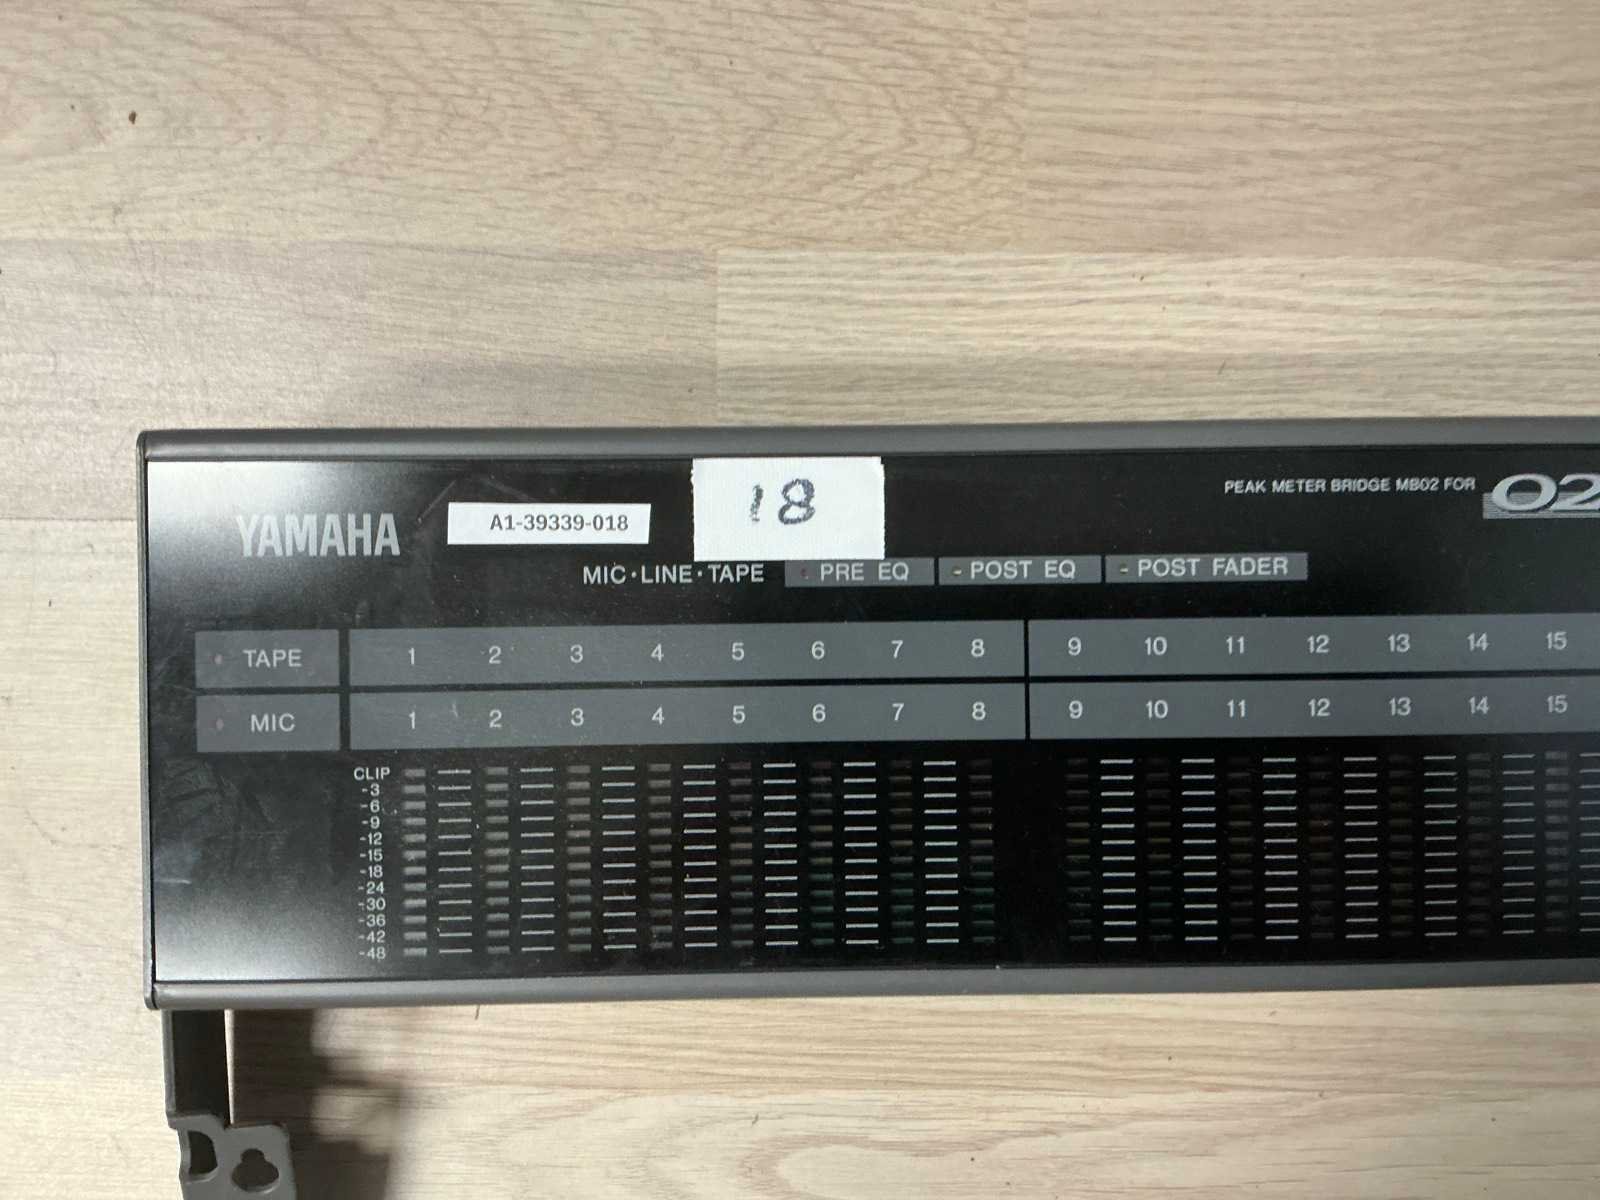 18
PEAK METER BRIDGE MB02 FOR 02
YAMAHA
A1-39339-018
MIC·LINE·TAPE PRE EQ POST EQ POST FADER
TAPE 1 2 3 4 5 6 7 8 9 10 11 12 13 14 15
MIC 1 2 3 4 5 6 7 8 9 10 11 12 13 14 15
CLIP
-3
-6
-9
-12
-15
-18
-24
-30
-36
-42
-48